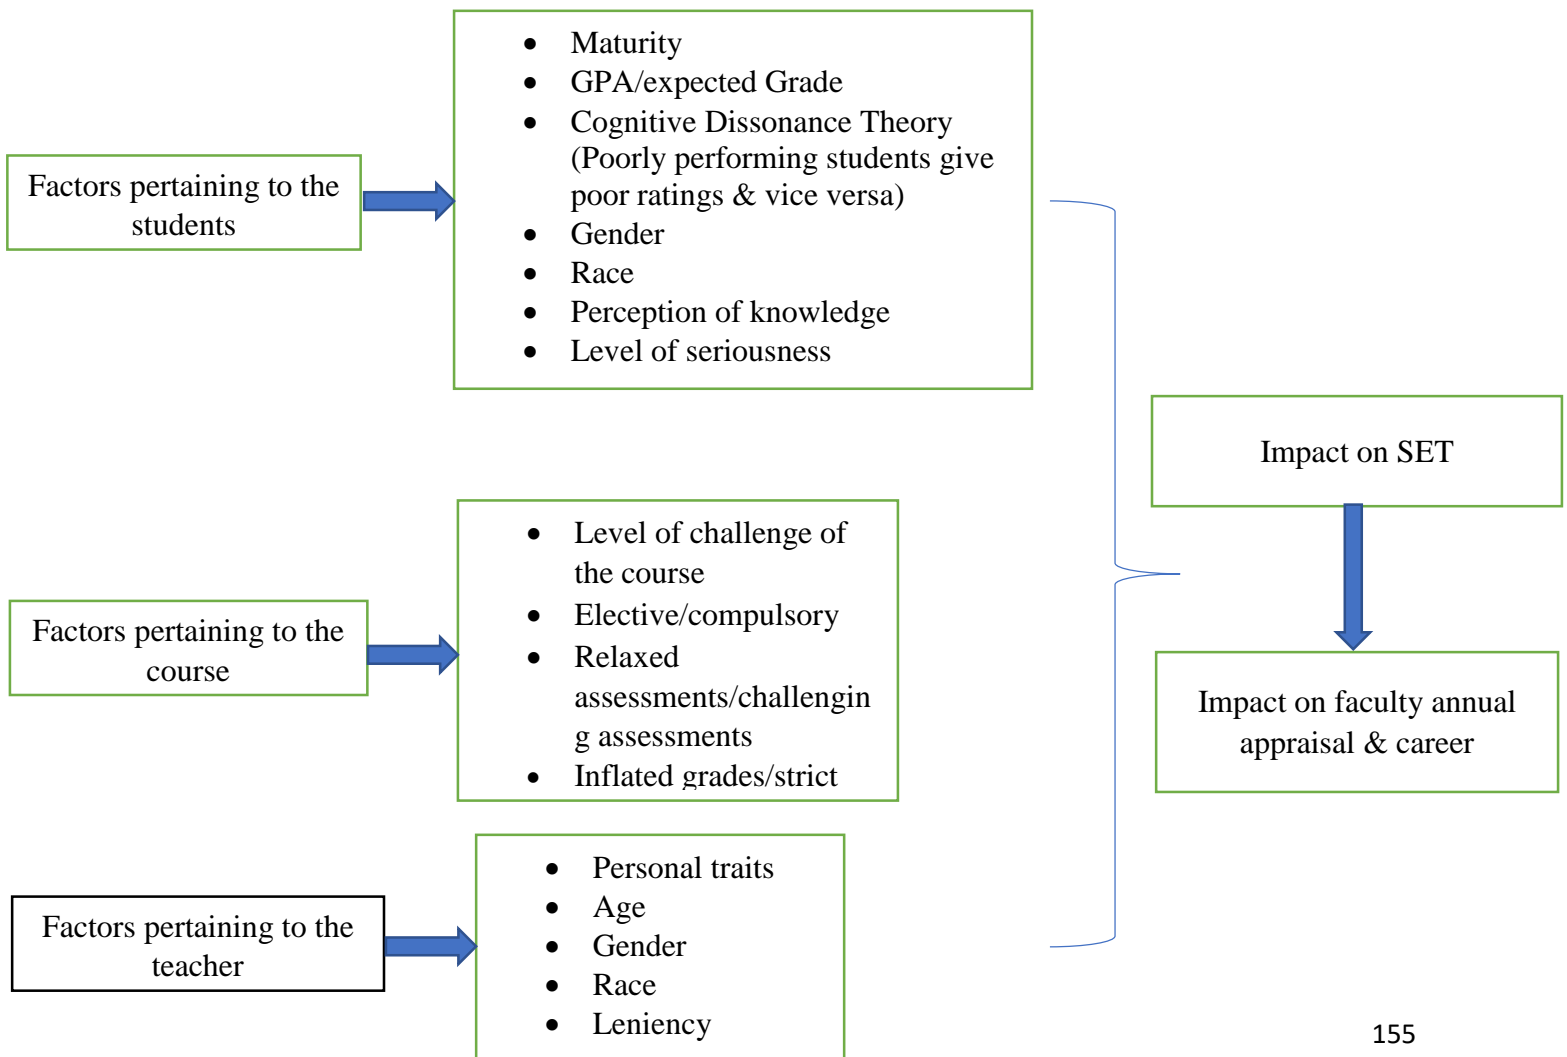 Factors pertaining to the
students
• Maturity
• GPA/expected Grade
• Cognitive Dissonance Theory
(Poorly performing students give
poor ratings & vice versa)
• Gender
• Race
• Perception of knowledge
• Level of seriousness
Factors pertaining to the
course
• Level of challenge of
the course
• Elective/compulsory
• Relaxed
assessments/challengin
g assessments
• Inflated grades/strict
Factors pertaining to the
teacher
• Personal traits
• Age
• Gender
• Race
• Leniency
Impact on SET
Impact on faculty annual
appraisal & career
155